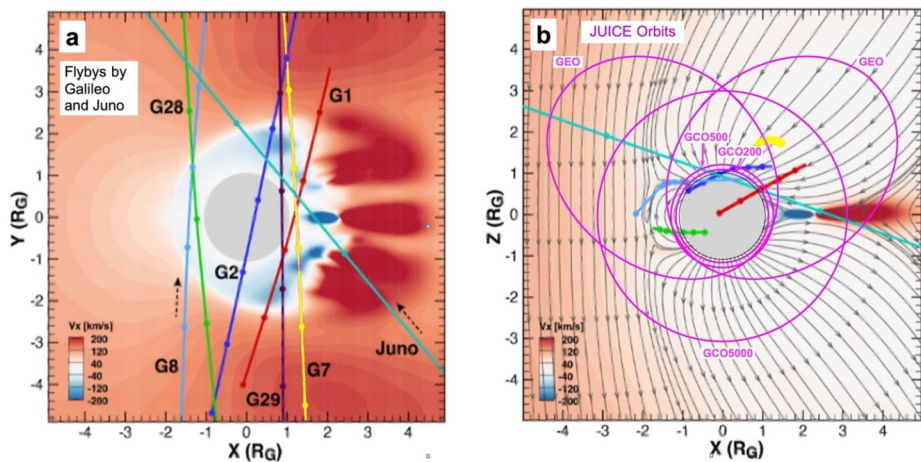 a
Flybys by
Galileo
and Juno
G28
G1
G2
G8
G29
G7
Juno
Vx [km/s]
200
120
40
-40
-120
-200
4
3
2
1
0
-1
-2
-3
-4
Y (RG)
-4 -3 -2 -1 0 1 2 3 4
X (RG)
b
JUICE Orbits
GEO
GEO
GCO500
GCO200
GCO5000
Vx [km/s]
200
120
40
-40
-120
-200
4
3
2
1
0
-1
-2
-3
-4
Z (RG)
-4 -3 -2 -1 0 1 2 3 4
X (RG)